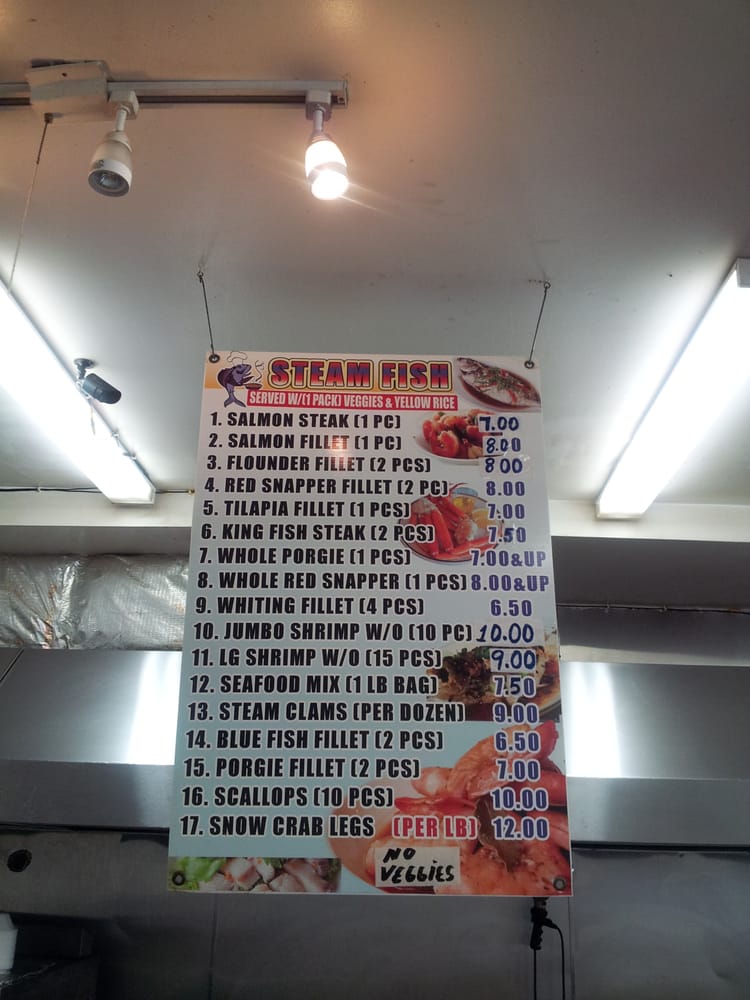 STEAM FISH
SERVED W/(1 PACK) VEGGIES & YELLOW RICE
1. SALMON STEAK (1 PC) 7.00
2. SALMON FILLET (1 PC) 8.00
3. FLOUNDER FILLET (2 PCS) 8.00
4. RED SNAPPER FILLET (2 PC) 8.00
5. TILAPIA FILLET (1 PCS) 7.00
6. KING FISH STEAK (2 PCS) 7.50
7. WHOLE PORGIE (1 PCS) 7.00&UP
8. WHOLE RED SNAPPER (1 PCS) 8.00&UP
9. WHITING FILLET (4 PCS) 6.50
10. JUMBO SHRIMP W/O (10 PC) 10.00
11. LG SHRIMP W/O (15 PCS) 9.00
12. SEAFOOD MIX (1 LB BAG) 7.50
13. STEAM CLAMS (PER DOZEN) 9.00
14. BLUE FISH FILLET (2 PCS) 6.50
15. PORGIE FILLET (2 PCS) 7.00
16. SCALLOPS (10 PCS) 10.00
17. SNOW CRAB LEGS (PER LB) 12.00
NO
VEGGIES